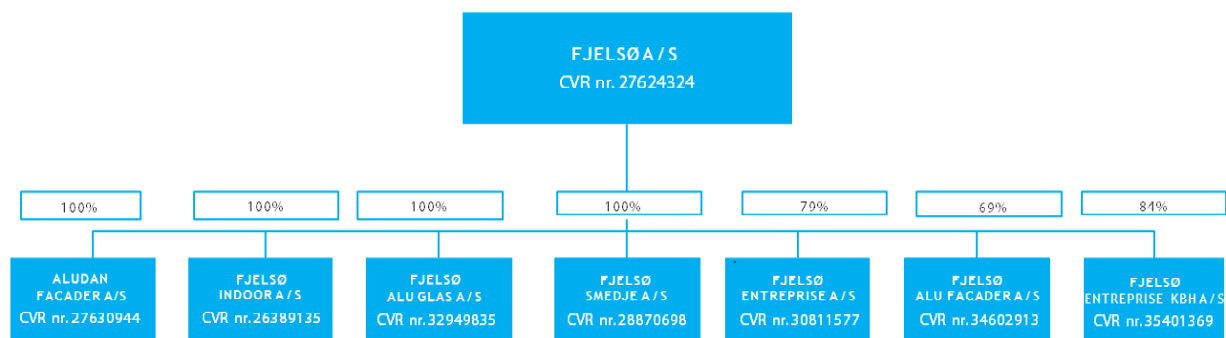 FJELSØ A/S
CVR nr. 27624324
100%
100%
100%
100%
79%
69%
84%
ALUDAN
FACADER A/S
CVR nr.27630944
FJELSØ
INDOOR A/S
CVR nr.26389135
FJELSØ
ALU GLAS A/S
CVR nr.32949835
FJELSØ
SMEDJE A/S
CVR nr.28870698
FJELSØ
ENTREPRISE A/S
CVR nr.30811577
FJELSØ
ALU FACADER A/S
CVR nr.34602913
FJELSØ
ENTREPRISE KBH A/S
CVR nr.35401369